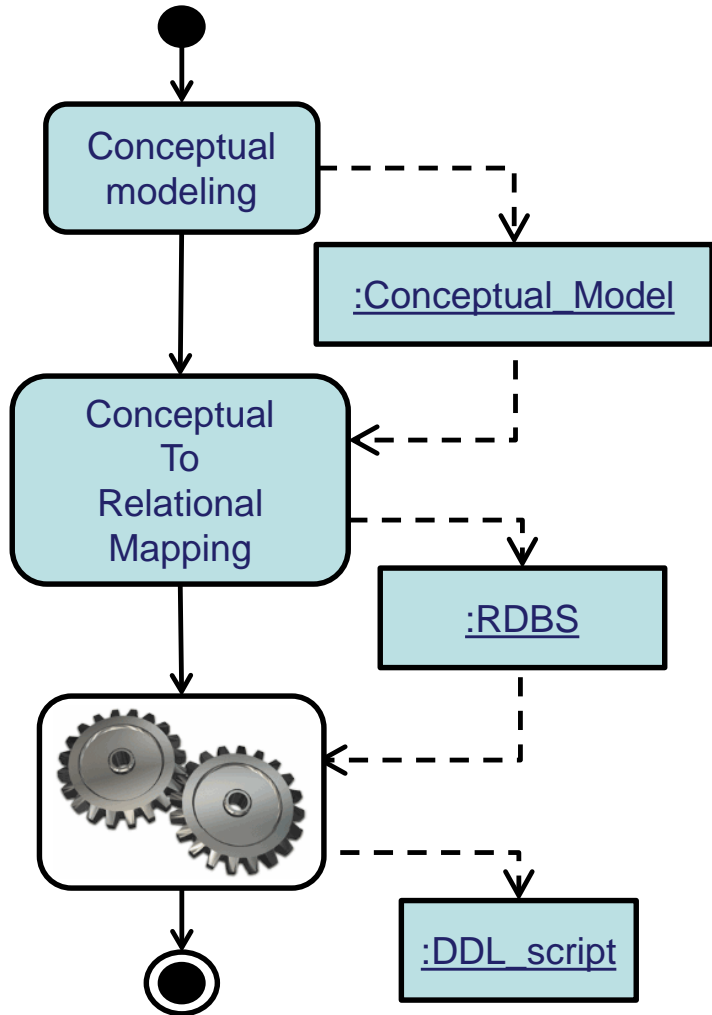 Conceptual
modeling
:Conceptual_Model
Conceptual
To
Relational
Mapping
:RDBS
:DDL_script